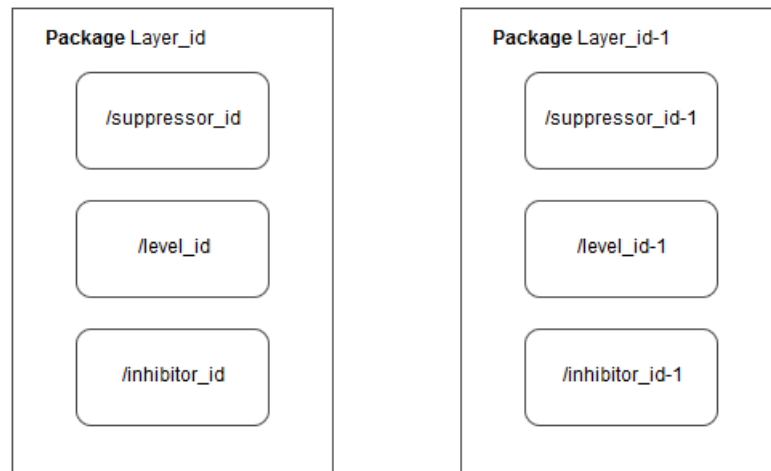 Package Layer_id
/suppressor_id
/level_id
/inhibitor_id
Package Layer_id-1
/suppressor_id-1
/level_id-1
/inhibitor_id-1